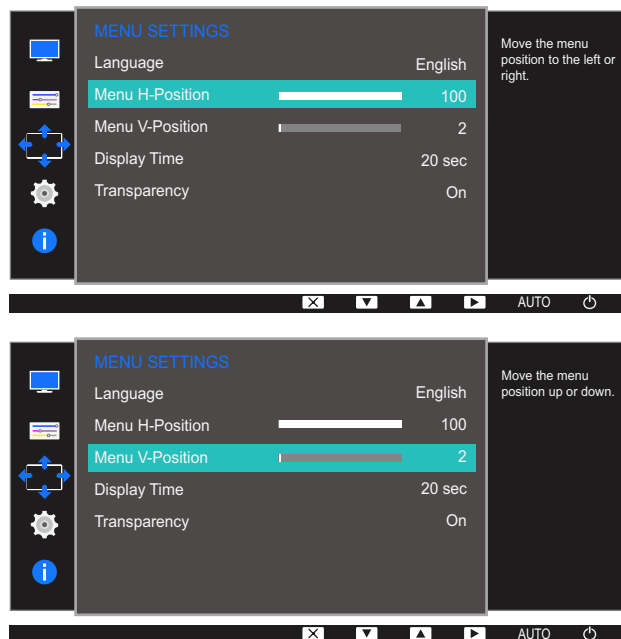 MENU SETTINGS
Language English
Menu H-Position 100
Menu V-Position 2
Display Time 20 sec
Transparency On
Move the menu
position to the left or
right.
AUTO
MENU SETTINGS
Language English
Menu H-Position 100
Menu V-Position 2
Display Time 20 sec
Transparency On
Move the menu
position up or down.
AUTO